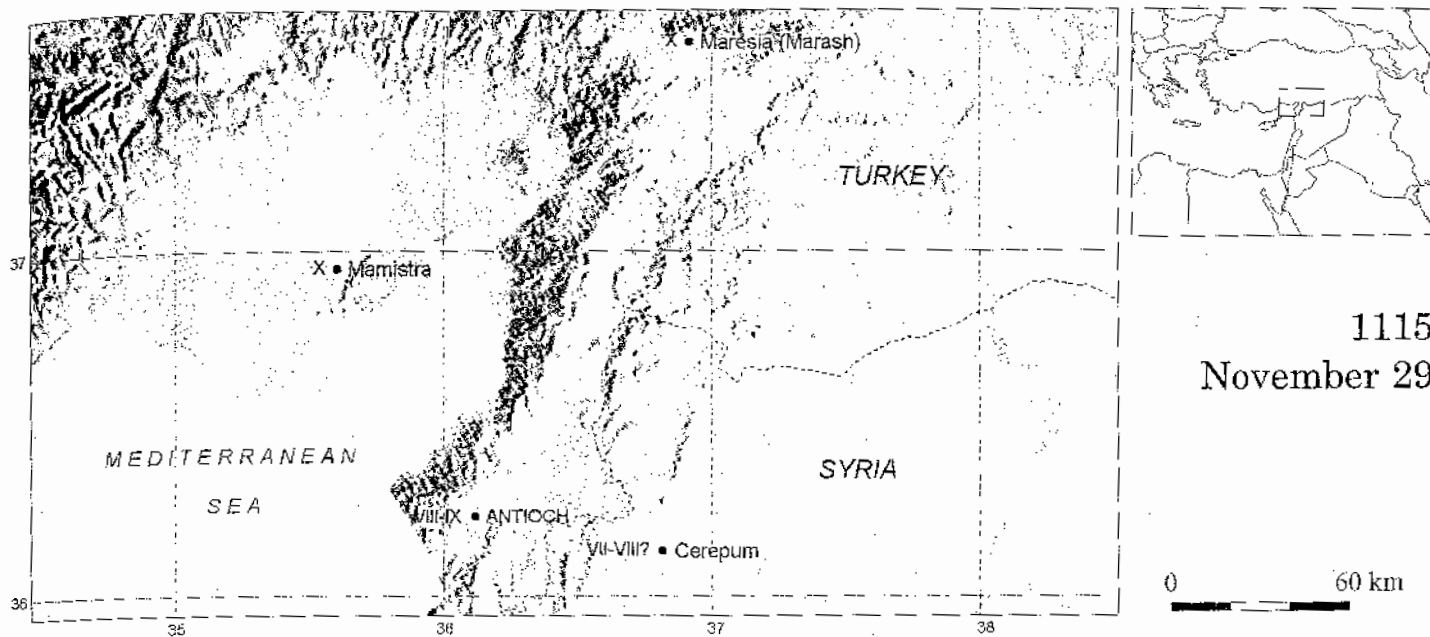 X • Maresia (Marash)
TURKEY
37
X • Mamistra
1115
November 29
MEDITERRANEAN
SEA
SYRIA
VIII-IX • ANTIOCH
VII-VIII? • Cerepum
0 60 km
36
35 36 37 38